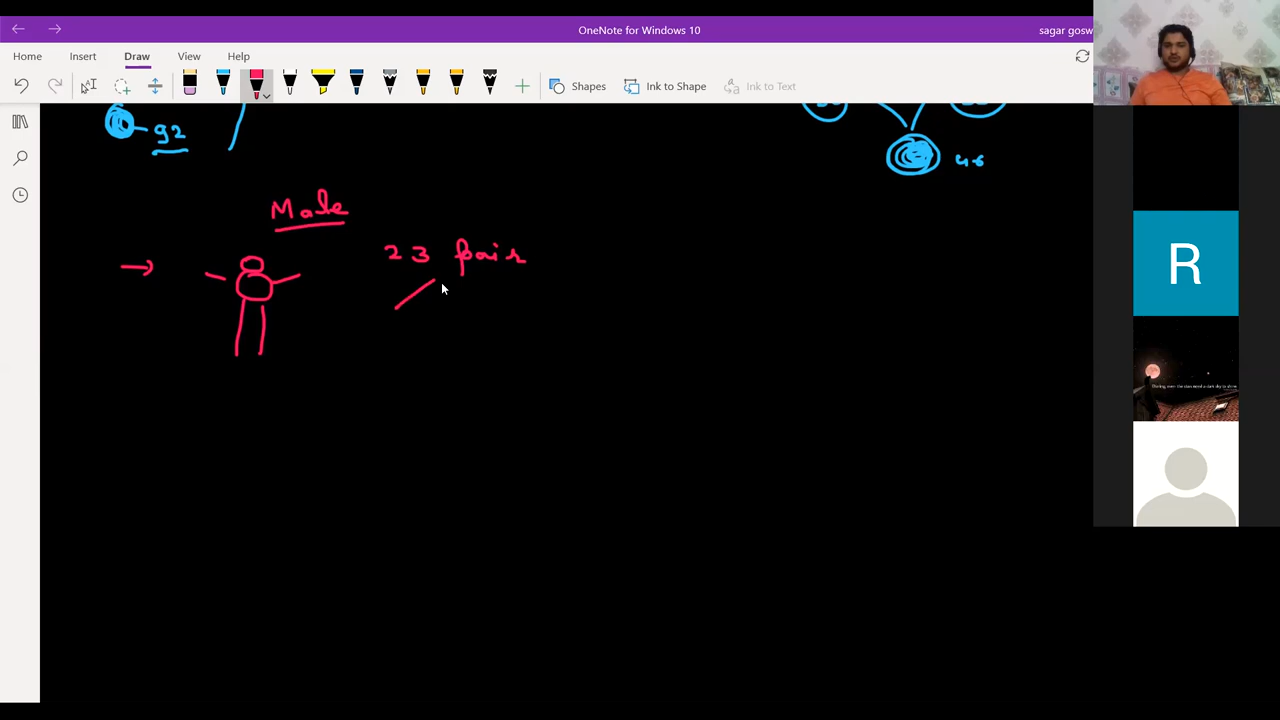 OneNote for Windows 10
sagar gosw
Home Insert Draw View Help
Shapes Ink to Shape Ink to Text
92
46
Male
23 pair
R